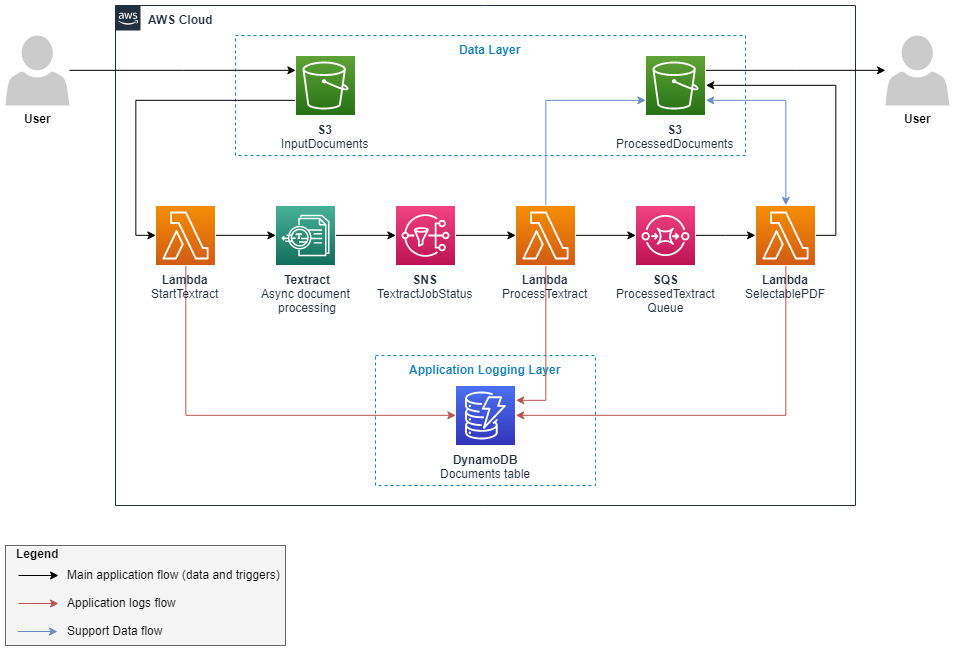 aws
AWS Cloud
Data Layer
User
S3
InputDocuments
S3
ProcessedDocuments
User
Lambda
StartTextract
Textract
Async document
processing
SNS
TextractJobStatus
Lambda
ProcessTextract
SQS
ProcessedTextract
Queue
Lambda
SelectablePDF
Application Logging Layer
DynamoDB
Documents table
Legend
Main application flow (data and triggers)
Application logs flow
Support Data flow